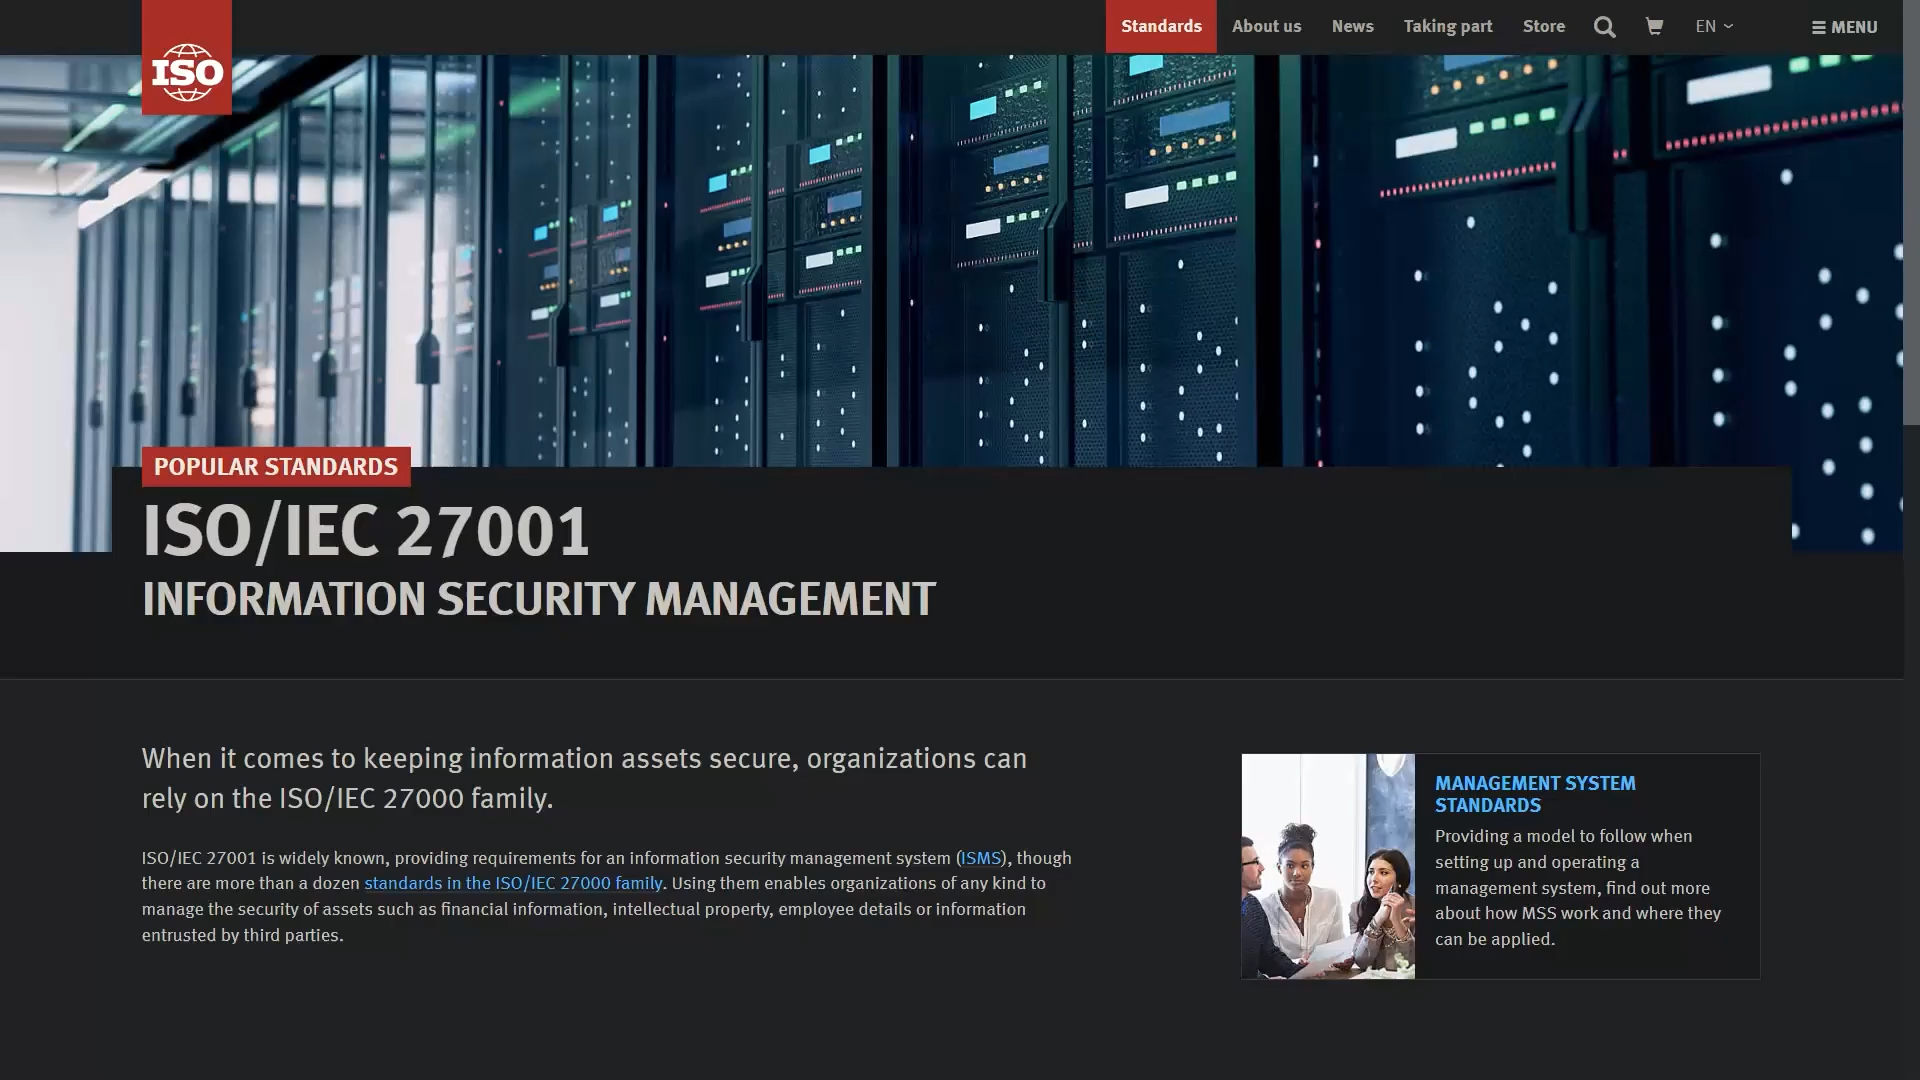 Standards About us News Taking part Store EN MENU
ISO
POPULAR STANDARDS
ISO/IEC 27001
INFORMATION SECURITY MANAGEMENT
When it comes to keeping information assets secure, organizations can
rely on the ISO/IEC 27000 family.
ISO/IEC 27001 is widely known, providing requirements for an information security management system (ISMS), though
there are more than a dozen standards in the ISO/IEC 27000 family. Using them enables organizations of any kind to
manage the security of assets such as financial information, intellectual property, employee details or information
entrusted by third parties.
MANAGEMENT SYSTEM
STANDARDS
Providing a model to follow when
setting up and operating a
management system, find out more
about how MSS work and where they
can be applied.